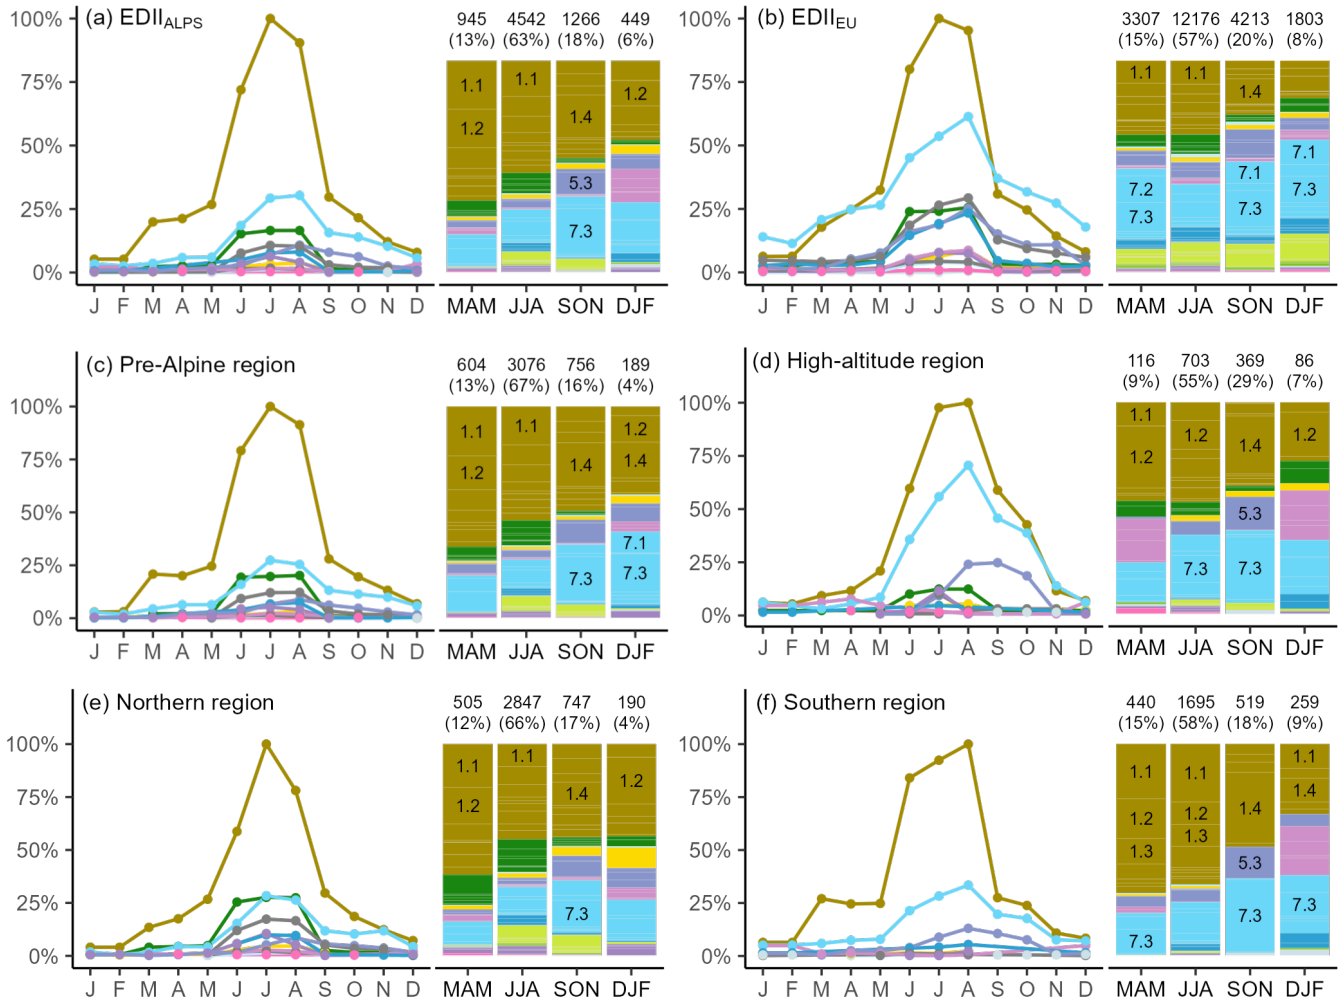 (a) EDII ALPS
945 4542 1266 449
(13%) (63%) (18%) (6%)
100%
75%
50%
25%
0%
1.1
1.2
1.1
1.4
5.3
7.3
1.2
J F M A M J J A S O N D
MAM JJA SON DJF
(b) EDII EU
3307 12176 4213 1803
(15%) (57%) (20%) (8%)
100%
75%
50%
25%
0%
1.1
7.2
7.3
1.1
1.4
7.1
7.3
7.1
7.3
J F M A M J J A S O N D
MAM JJA SON DJF
(c) Pre-Alpine region
604 3076 756 189
(13%) (67%) (16%) (4%)
100%
75%
50%
25%
0%
1.1
1.2
1.1
1.4
7.3
1.2
1.4
7.1
7.3
J F M A M J J A S O N D
MAM JJA SON DJF
(d) High-altitude region
116 703 369 86
(9%) (55%) (29%) (7%)
100%
75%
50%
25%
0%
1.1
1.2
1.2
7.3
1.4
5.3
7.3
1.2
J F M A M J J A S O N D
MAM JJA SON DJF
(e) Northern region
505 2847 747 190
(12%) (66%) (17%) (4%)
100%
75%
50%
25%
0%
1.1
1.2
1.1
1.4
7.3
1.2
J F M A M J J A S O N D
MAM JJA SON DJF
(f) Southern region
440 1695 519 259
(15%) (58%) (18%) (9%)
100%
75%
50%
25%
0%
1.1
1.2
1.3
7.3
1.1
1.2
1.3
1.4
5.3
7.3
1.1
1.4
7.3
J F M A M J J A S O N D
MAM JJA SON DJF